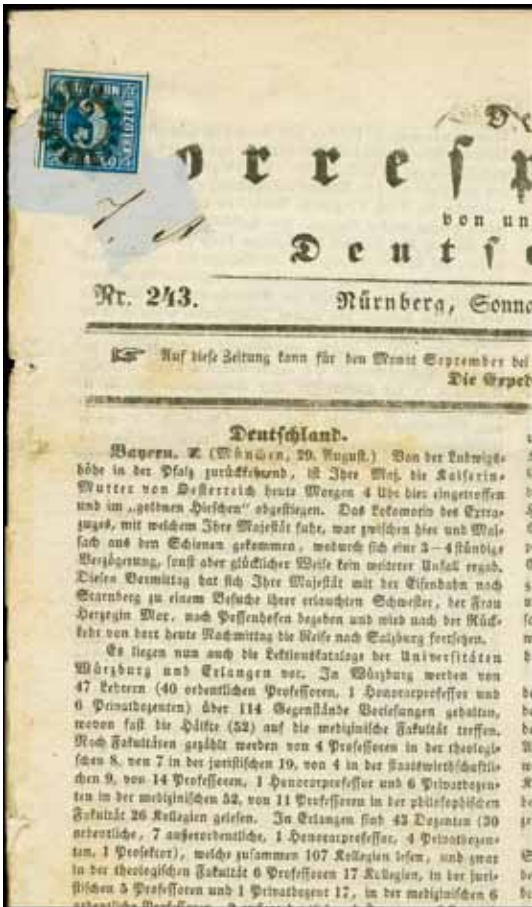 3
KREUZER
De
orresp
von un
Deutsc
Nr. 243.
Nürnberg, Sonna
Auf diese Zeitung kann für den Monat September bei
Die Exped
Deutschland.
Bayern. (München, 29. August.) Von der Ludwigs-
höhe in der Pfalz zurückkehrend, ist Ihre Maj. die Kaiserin-
Mutter von Oesterreich heute Morgen 4 Uhr hier eingetroffen
und im „goldnen Hirschen“ abgestiegen. Das Lokomotiv des Extra-
zuges, mit welchem Ihre Majestät fuhr, war zwischen hier und Mai-
sach aus den Schienen gekommen, wodurch sich eine 3—4stündige
Verzögerung, sonst aber glücklicher Weise kein weiterer Unfall ergab.
Diesen Vormittag hat sich Ihre Majestät mit der Eisenbahn nach
Starnberg zu einem Besuche ihrer erlauchten Schwester, der Frau
Herzogin Max, nach Possenhofen begeben und wird nach der Rück-
kehr von dort heute Nachmittag die Reise nach Salzburg fortsetzen.
Es liegen nun auch die Lektionskataloge der Universitäten
Würzburg und Erlangen vor. In Würzburg werden von
47 Lehrern (40 ordentlichen Professoren, 1 Honorarprofessor und
6 Privatdozenten) über 114 Gegenstände Vorlesungen gehalten,
wovon fast die Hälfte (52) auf die medizinische Fakultät treffen.
Nach Fakultäten gezählt werden von 4 Professoren in der theologi-
schen 8, von 7 in der juristischen 19, von 4 in der staatswirthschaftli-
chen 9, von 14 Professoren, 1 Honorarprofessor und 6 Privatdozen-
ten in der medizinischen 52, von 11 Professoren in der philosophischen
Fakultät 26 Kollegien gelesen. In Erlangen sind 43 Dozenten (30
ordentliche, 7 außerordentliche, 1 Honorarprofessor, 4 Privatdozen-
ten, 1 Prosektor), welche zusammen 107 Kollegien lesen, und zwar
in der theologischen Fakultät 6 Professoren 17 Kollegien, in der juri-
stischen 5 Professoren und 1 Privatdozent 17, in der medizinischen 6